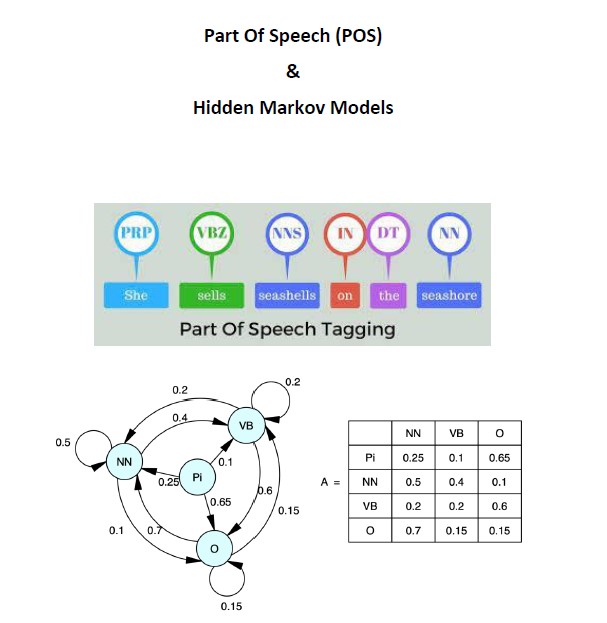 Part Of Speech (POS)
&
Hidden Markov Models
PRP VBZ NNS IN DT NN
She sells seashells on the seashore
Part Of Speech Tagging
0.2
0.2
0.4
VB
0.5
NN
0.1
Pi
0.25
0.6
0.65
0.15
0.1
0.7
O
0.15
A =
NN VB O
Pi 0.25 0.1 0.65
NN 0.5 0.4 0.1
VB 0.2 0.2 0.6
O 0.7 0.15 0.15